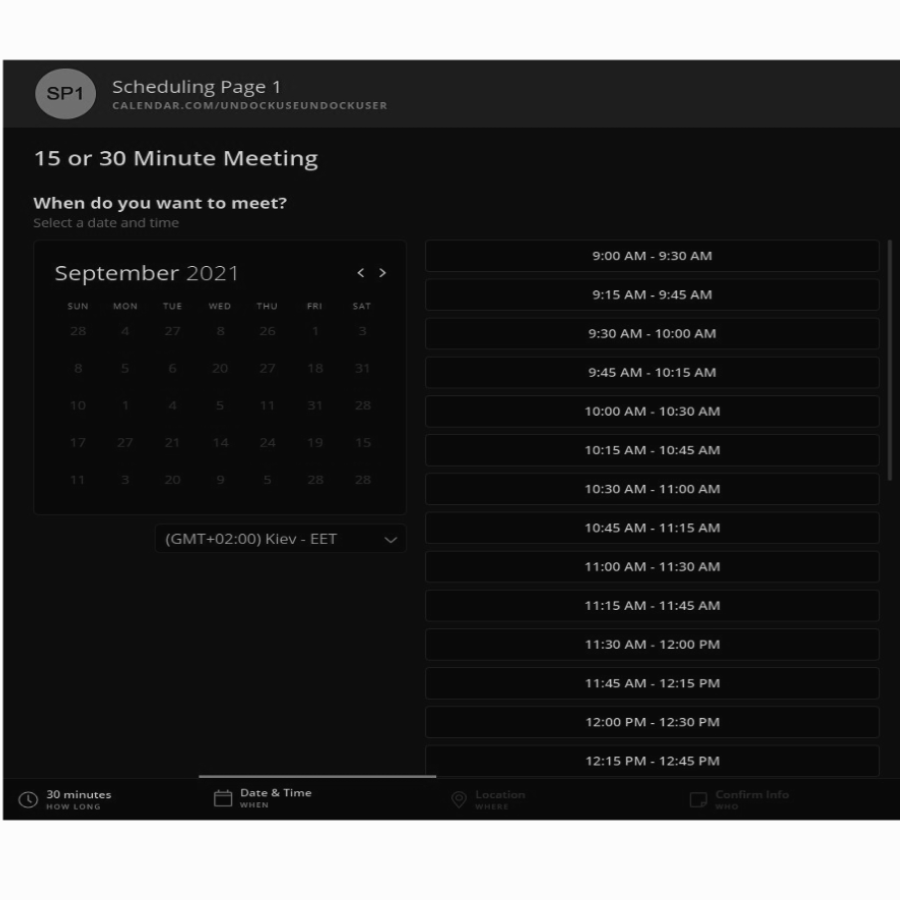 SP1
Scheduling Page 1
CALENDAR.COM/UNDOCKUSEUNDOCKUSER
15 or 30 Minute Meeting
When do you want to meet?
Select a date and time
September 2021 < >
SUN MON TUE WED THU FRI SAT
28 4 27 8 26 1 3
8 5 6 20 27 18 31
10 1 4 5 11 31 28
17 27 21 14 24 19 15
11 3 20 9 5 28 28
(GMT+02:00) Kiev - EET
9:00 AM - 9:30 AM
9:15 AM - 9:45 AM
9:30 AM - 10:00 AM
9:45 AM - 10:15 AM
10:00 AM - 10:30 AM
10:15 AM - 10:45 AM
10:30 AM - 11:00 AM
10:45 AM - 11:15 AM
11:00 AM - 11:30 AM
11:15 AM - 11:45 AM
11:30 AM - 12:00 PM
11:45 AM - 12:15 PM
12:00 PM - 12:30 PM
12:15 PM - 12:45 PM
30 minutes
HOW LONG
Date & Time
WHEN
Location
WHERE
Confirm Info
WHO